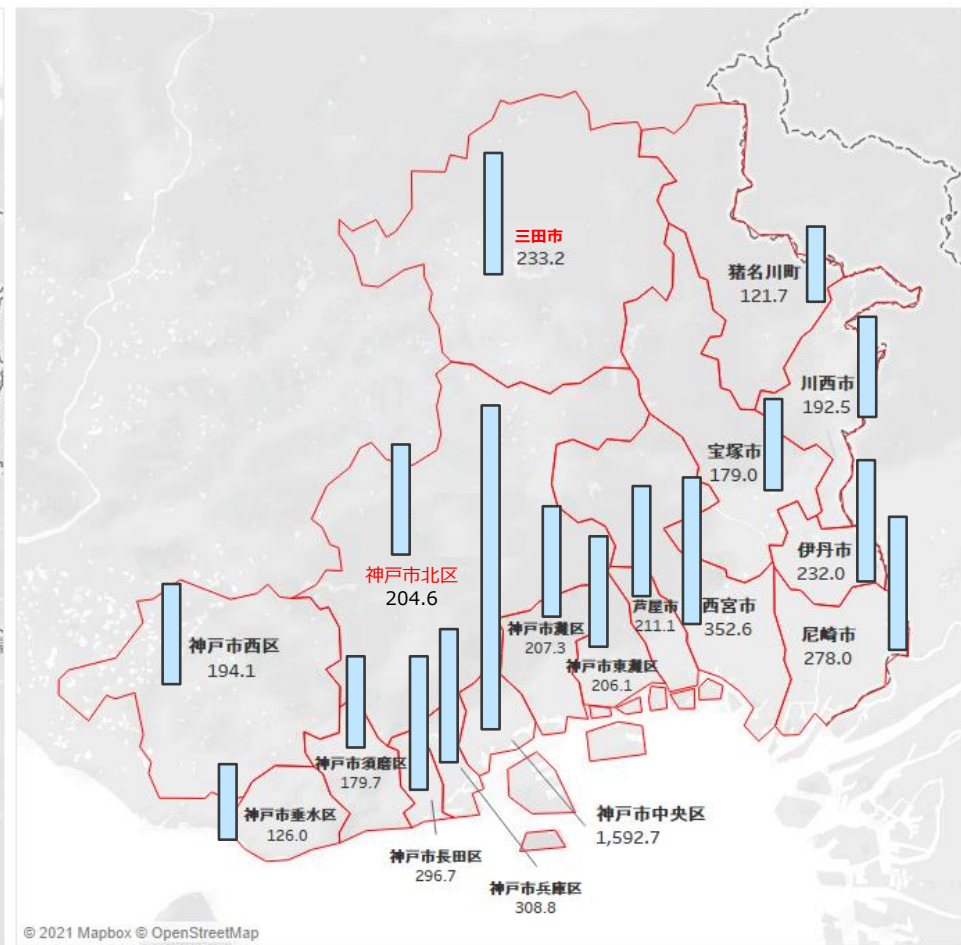 三田市
233.2
猪名川町
121.7
川西市
192.5
宝塚市
179.0
伊丹市
232.0
神戸市北区
204.6
芦屋市
211.1
西宮市
352.6
尼崎市
278.0
神戸市灘区
207.3
神戸市西区
194.1
神戸市東灘区
206.1
神戸市須磨区
179.7
神戸市垂水区
126.0
神戸市中央区
1,592.7
神戸市長田区
296.7
神戸市兵庫区
308.8
© 2021 Mapbox © OpenStreetMap